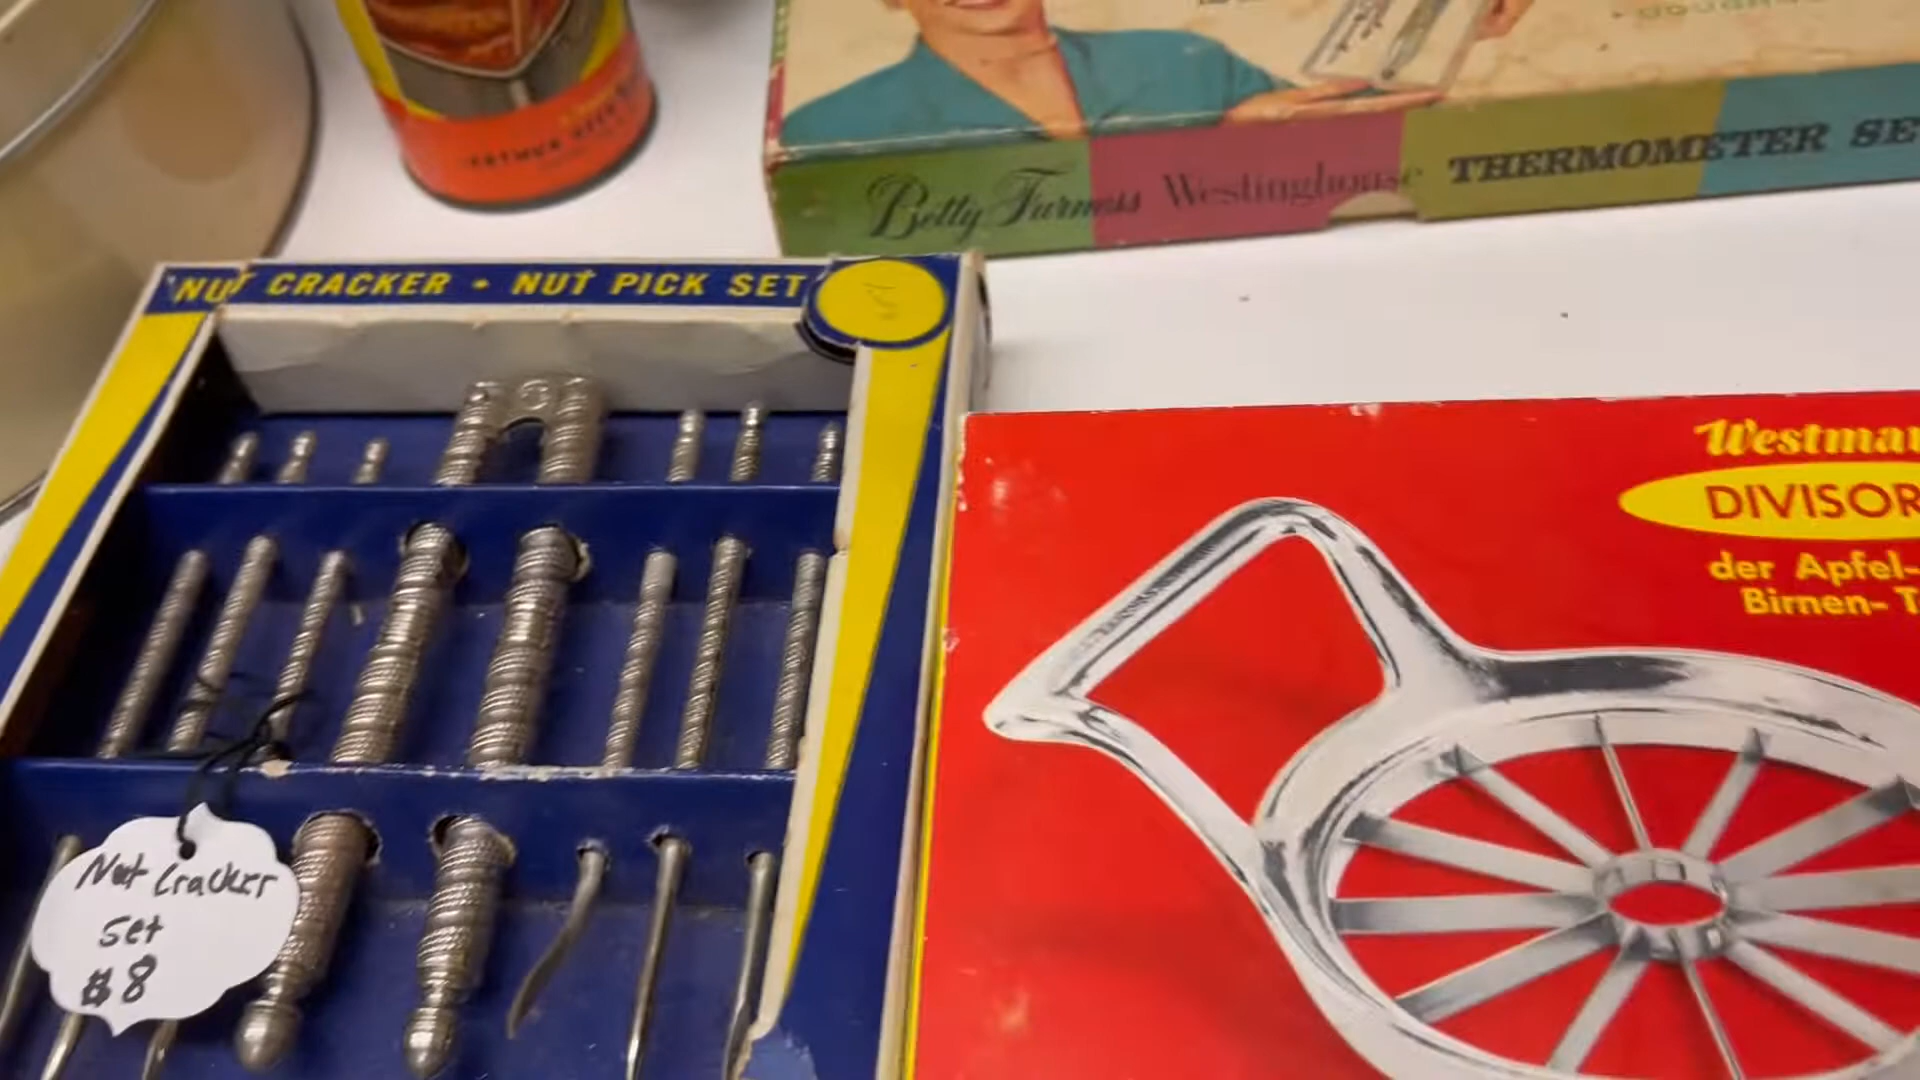 Betty Furness Westinghouse THERMOMETER SE
NUT CRACKER • NUT PICK SET
Westma
DIVISOR
der Apfel-
Birnen- T
Nut Cracker
Set
$8